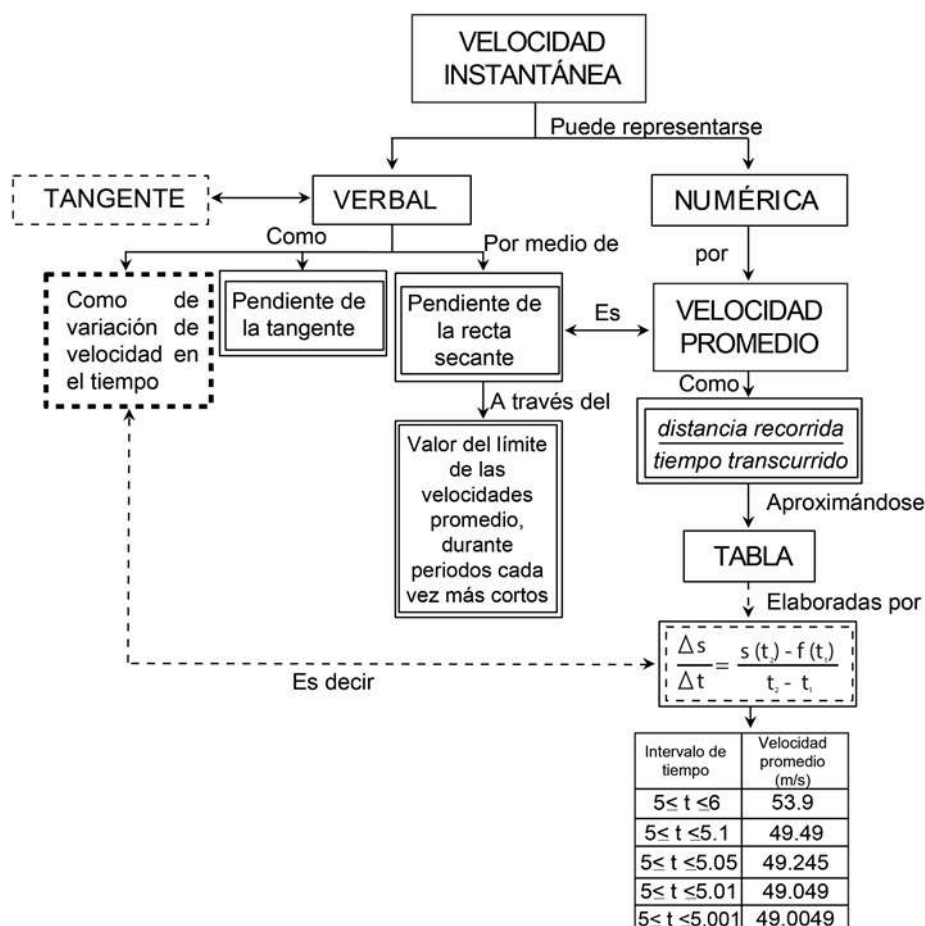 VELOCIDAD
INSTANTÁNEA
Puede representarse
TANGENTE
VERBAL
NUMÉRICA
Como
Por medio de
por
Como de
variación de
velocidad en
el tiempo
Pendiente de
la tangente
Pendiente de
la recta
secante
Es
VELOCIDAD
PROMEDIO
A través del
Como
Valor del límite
de las
velocidades
promedio,
durante
periodos cada
vez más cortos
distancia recorrida
tiempo transcurrido
Aproximándose
TABLA
Elaboradas por
Δs/Δt = (s (t₂) - f (t₁))/(t₂ - t₁)
Es decir
Intervalo de
tiempo
Velocidad
promedio
(m/s)
5≤ t ≤6 53.9
5≤ t ≤5.1 49.49
5≤ t ≤5.05 49.245
5≤ t ≤5.01 49.049
5≤ t ≤5.001 49.0049